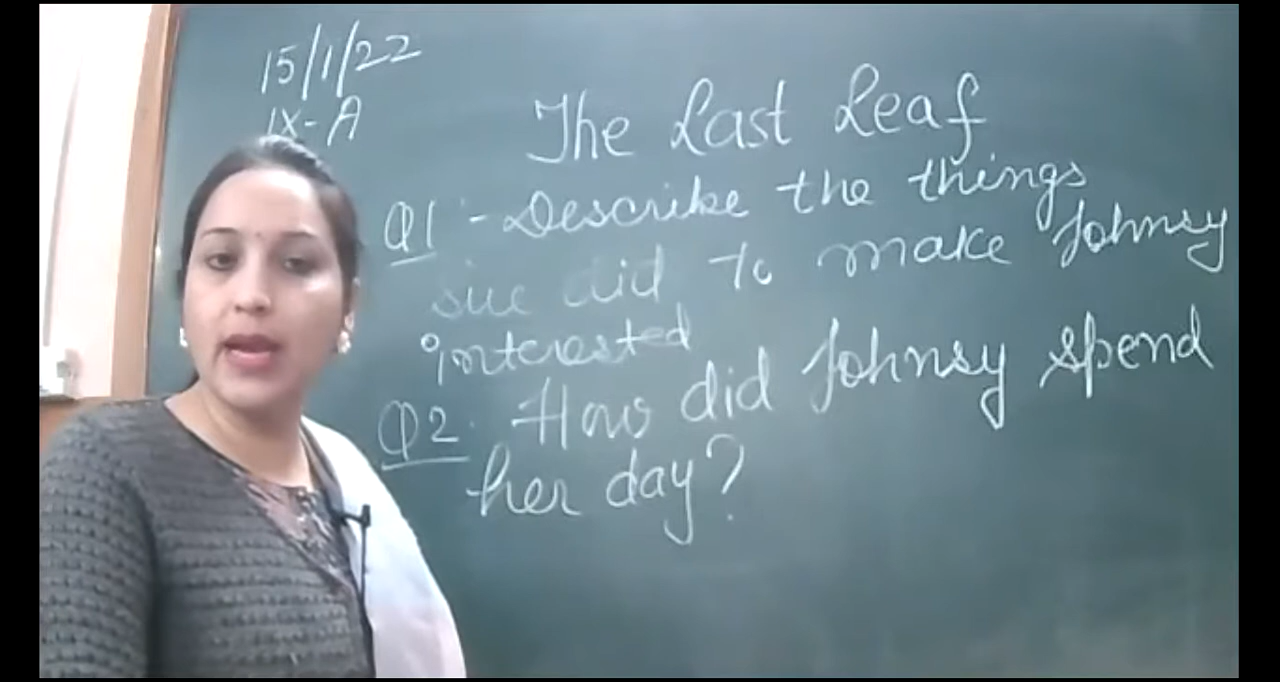 15/1/22
IX-A
The Last Leaf
Q1 - Describe the things
sue did to make Johnsy
interested
Q2. How did Johnsy spend
her day?